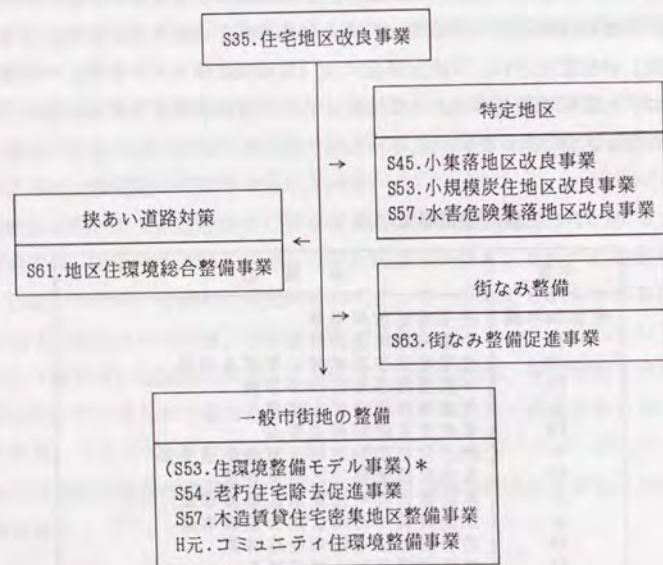 S35.住宅地区改良事業
→
特定地区
S45.小集落地区改良事業
S53.小規模炭住地区改良事業
S57.水害危険集落地区改良事業
挟あい道路対策
←
S61.地区住環境総合整備事業
街なみ整備
→
S63.街なみ整備促進事業
一般市街地の整備
(S53.住環境整備モデル事業)*
S54.老朽住宅除去促進事業
S57.木造賃貸住宅密集地区整備事業
H元.コミュニティ住環境整備事業